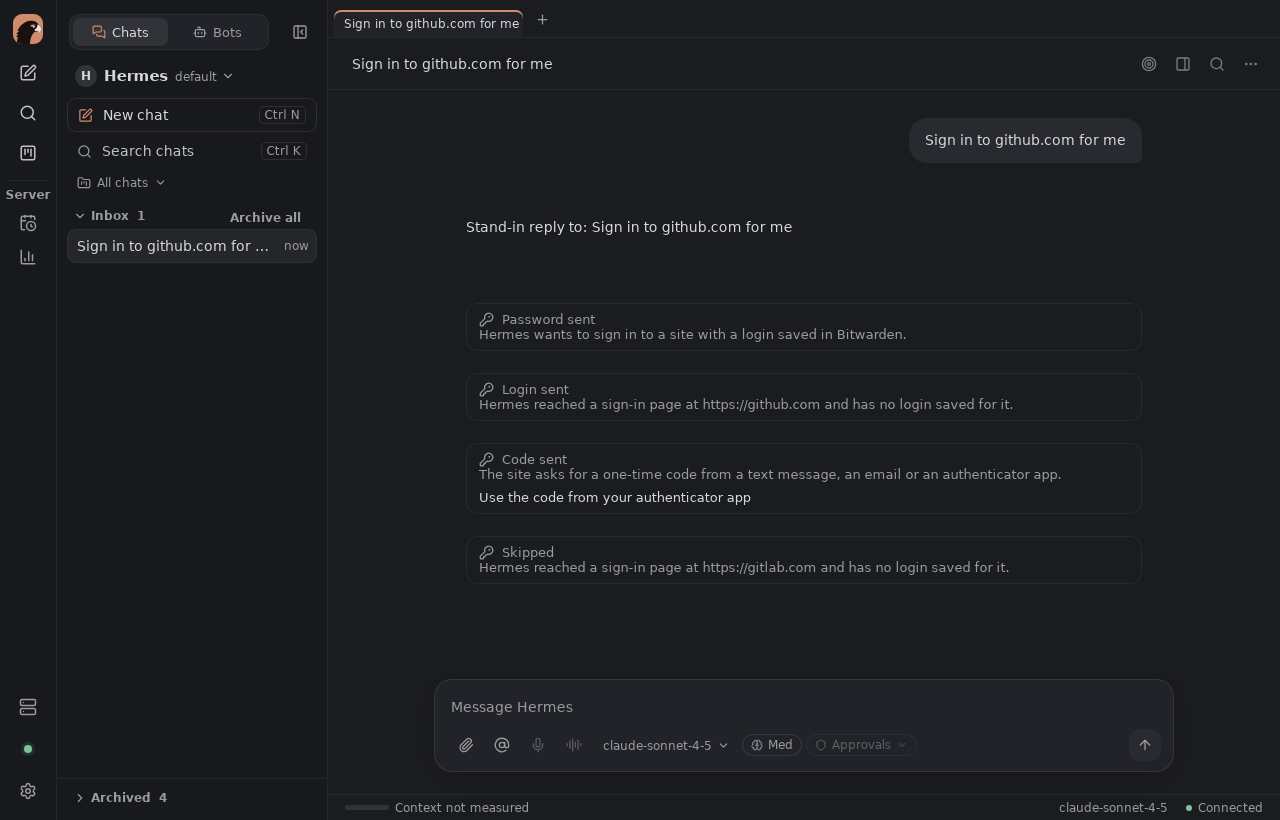 Chats
Bots
H Hermes default
New chat Ctrl N
Search chats Ctrl K
All chats
Server
Inbox 1 Archive all
Sign in to github.com for ... now
Archived 4
Sign in to github.com for me
Sign in to github.com for me
Sign in to github.com for me
Stand-in reply to: Sign in to github.com for me
Password sent
Hermes wants to sign in to a site with a login saved in Bitwarden.
Login sent
Hermes reached a sign-in page at https://github.com and has no login saved for it.
Code sent
The site asks for a one-time code from a text message, an email or an authenticator app.
Use the code from your authenticator app
Skipped
Hermes reached a sign-in page at https://gitlab.com and has no login saved for it.
Message Hermes
claude-sonnet-4-5 Med Approvals
Context not measured claude-sonnet-4-5 Connected